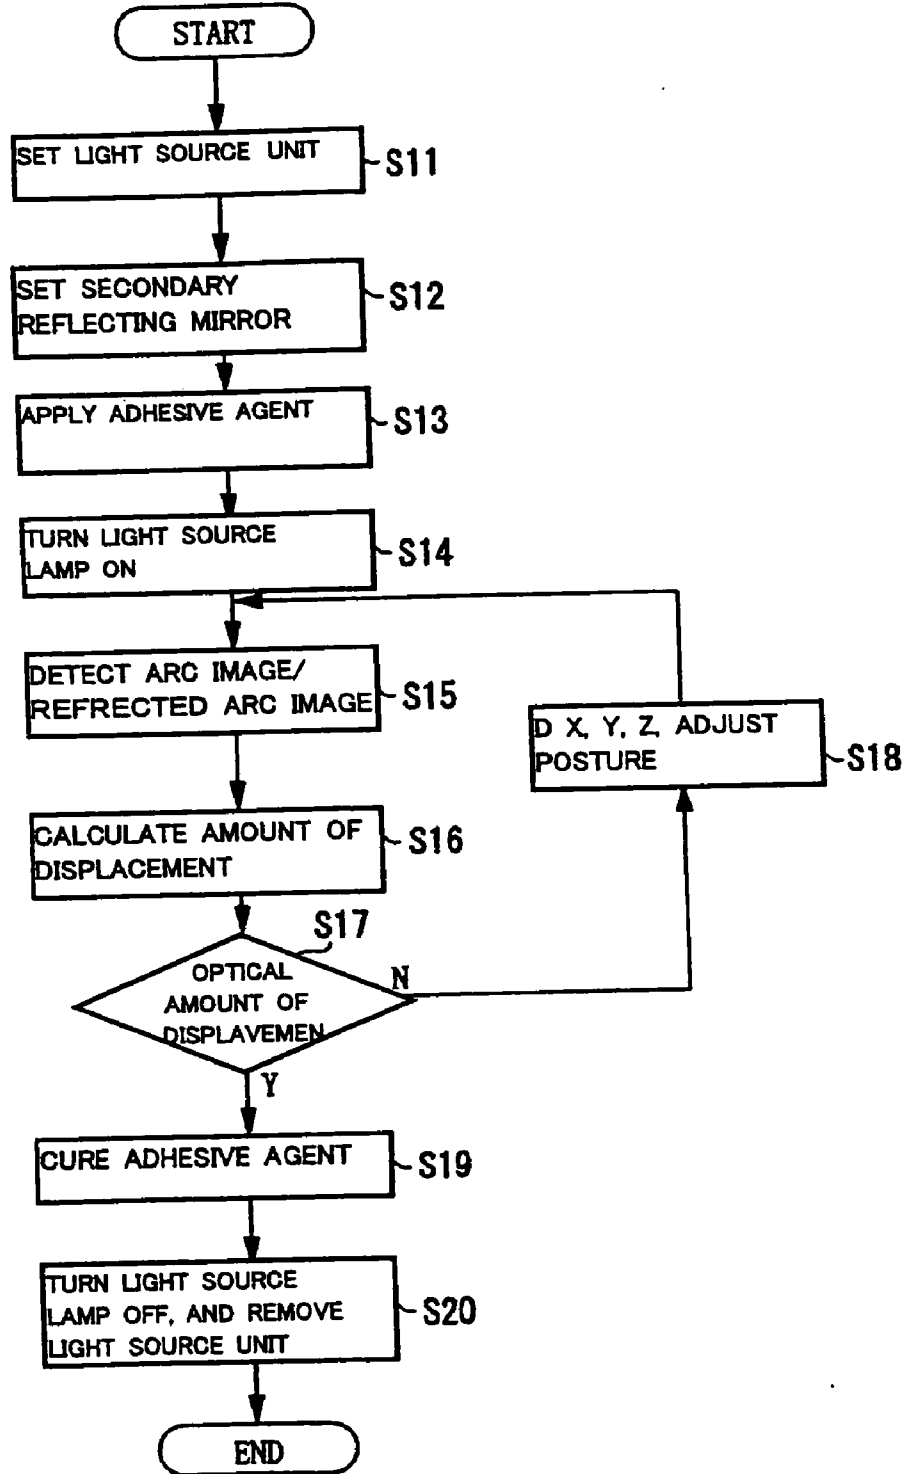 START
SET LIGHT SOURCE UNIT
S11
SET SECONDARY
REFLECTING MIRROR
S12
APPLY ADHESIVE AGENT
S13
TURN LIGHT SOURCE
LAMP ON
S14
DETECT ARC IMAGE/
REFRECTED ARC IMAGE
S15
D X, Y, Z, ADJUST
POSTURE
S18
CALCULATE AMOUNT OF
DISPLACEMENT
S16
S17
OPTICAL
AMOUNT OF
DISPLAVEMEN
N
Y
CURE ADHESIVE AGENT
S19
TURN LIGHT SOURCE
LAMP OFF, AND REMOVE
LIGHT SOURCE UNIT
S20
END